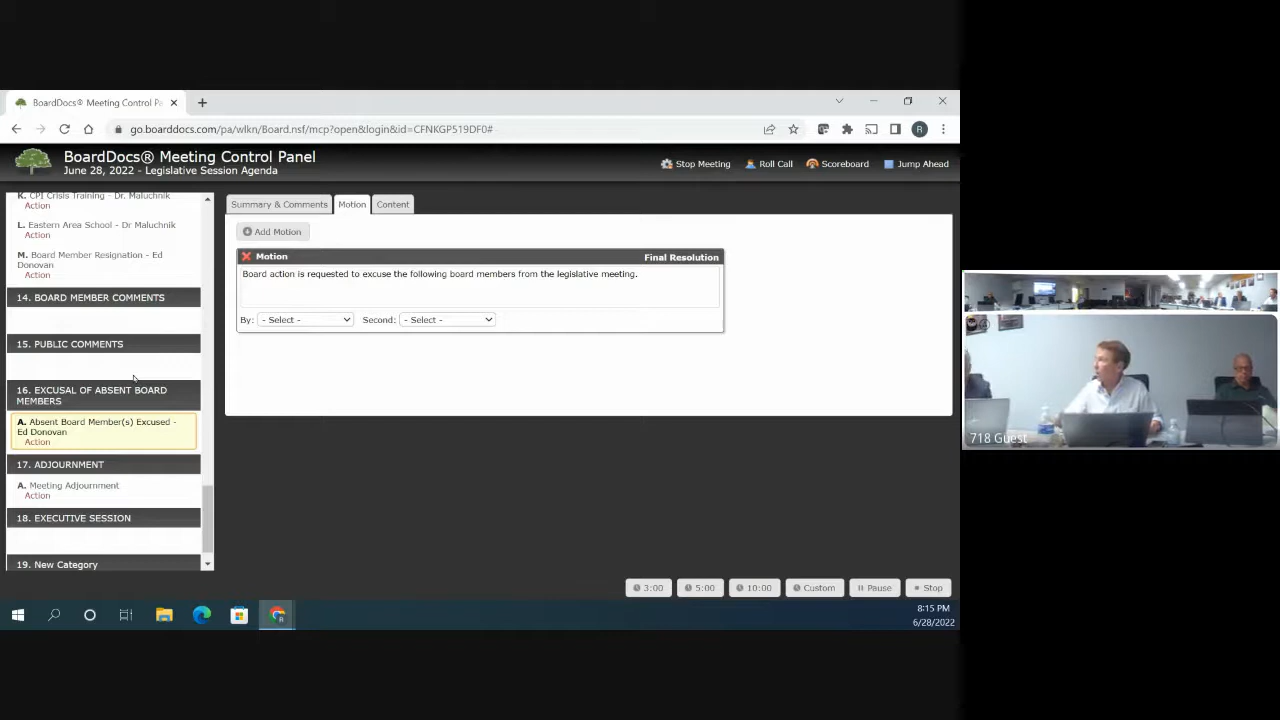 BoardDocs® Meeting Control Pa
go.boarddocs.com/pa/wlkn/Board.nsf/mcp?open&login&id=CFNKGP519DF0#
R
BoardDocs® Meeting Control Panel
June 28, 2022 - Legislative Session Agenda
Stop Meeting
Roll Call
Scoreboard
Jump Ahead
K. CPI Crisis Training - Dr. Maluchnik
Action
L. Eastern Area School - Dr Maluchnik
Action
M. Board Member Resignation - Ed
Donovan
Action
14. BOARD MEMBER COMMENTS
15. PUBLIC COMMENTS
16. EXCUSAL OF ABSENT BOARD
MEMBERS
A. Absent Board Member(s) Excused -
Ed Donovan
Action
17. ADJOURNMENT
A. Meeting Adjournment
Action
18. EXECUTIVE SESSION
19. New Category
Summary & Comments
Motion
Content
Add Motion
Motion
Final Resolution
Board action is requested to excuse the following board members from the legislative meeting.
By: - Select -
Second: - Select -
3:00
5:00
10:00
Custom
Pause
Stop
8:15 PM
6/28/2022
718 Guest